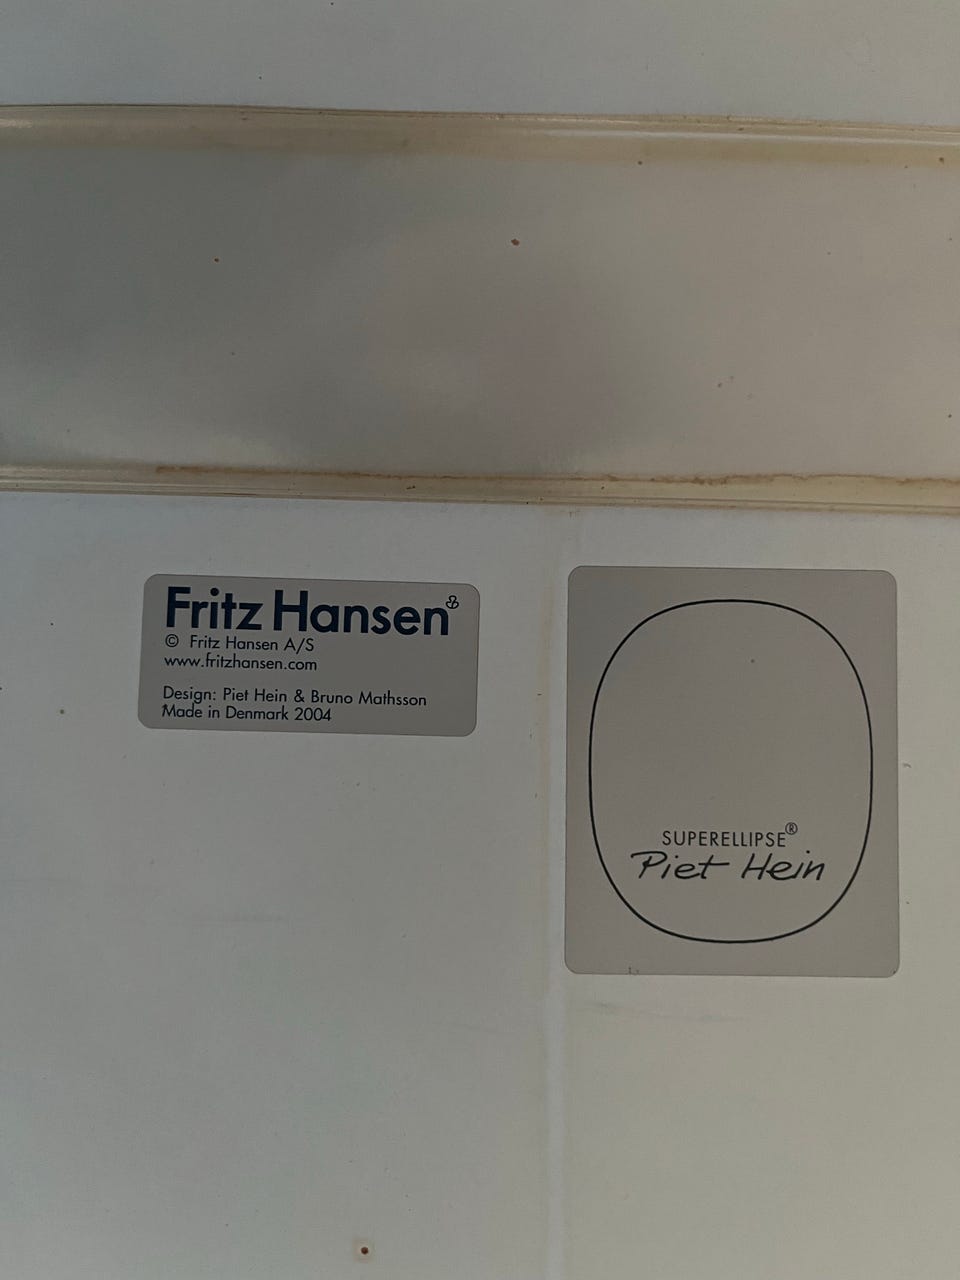 Fritz Hansen
© Fritz Hansen A/S
www.fritzhansen.com
Design: Piet Hein & Bruno Mathsson
Made in Denmark 2004
SUPERELLIPSE®
Piet Hein